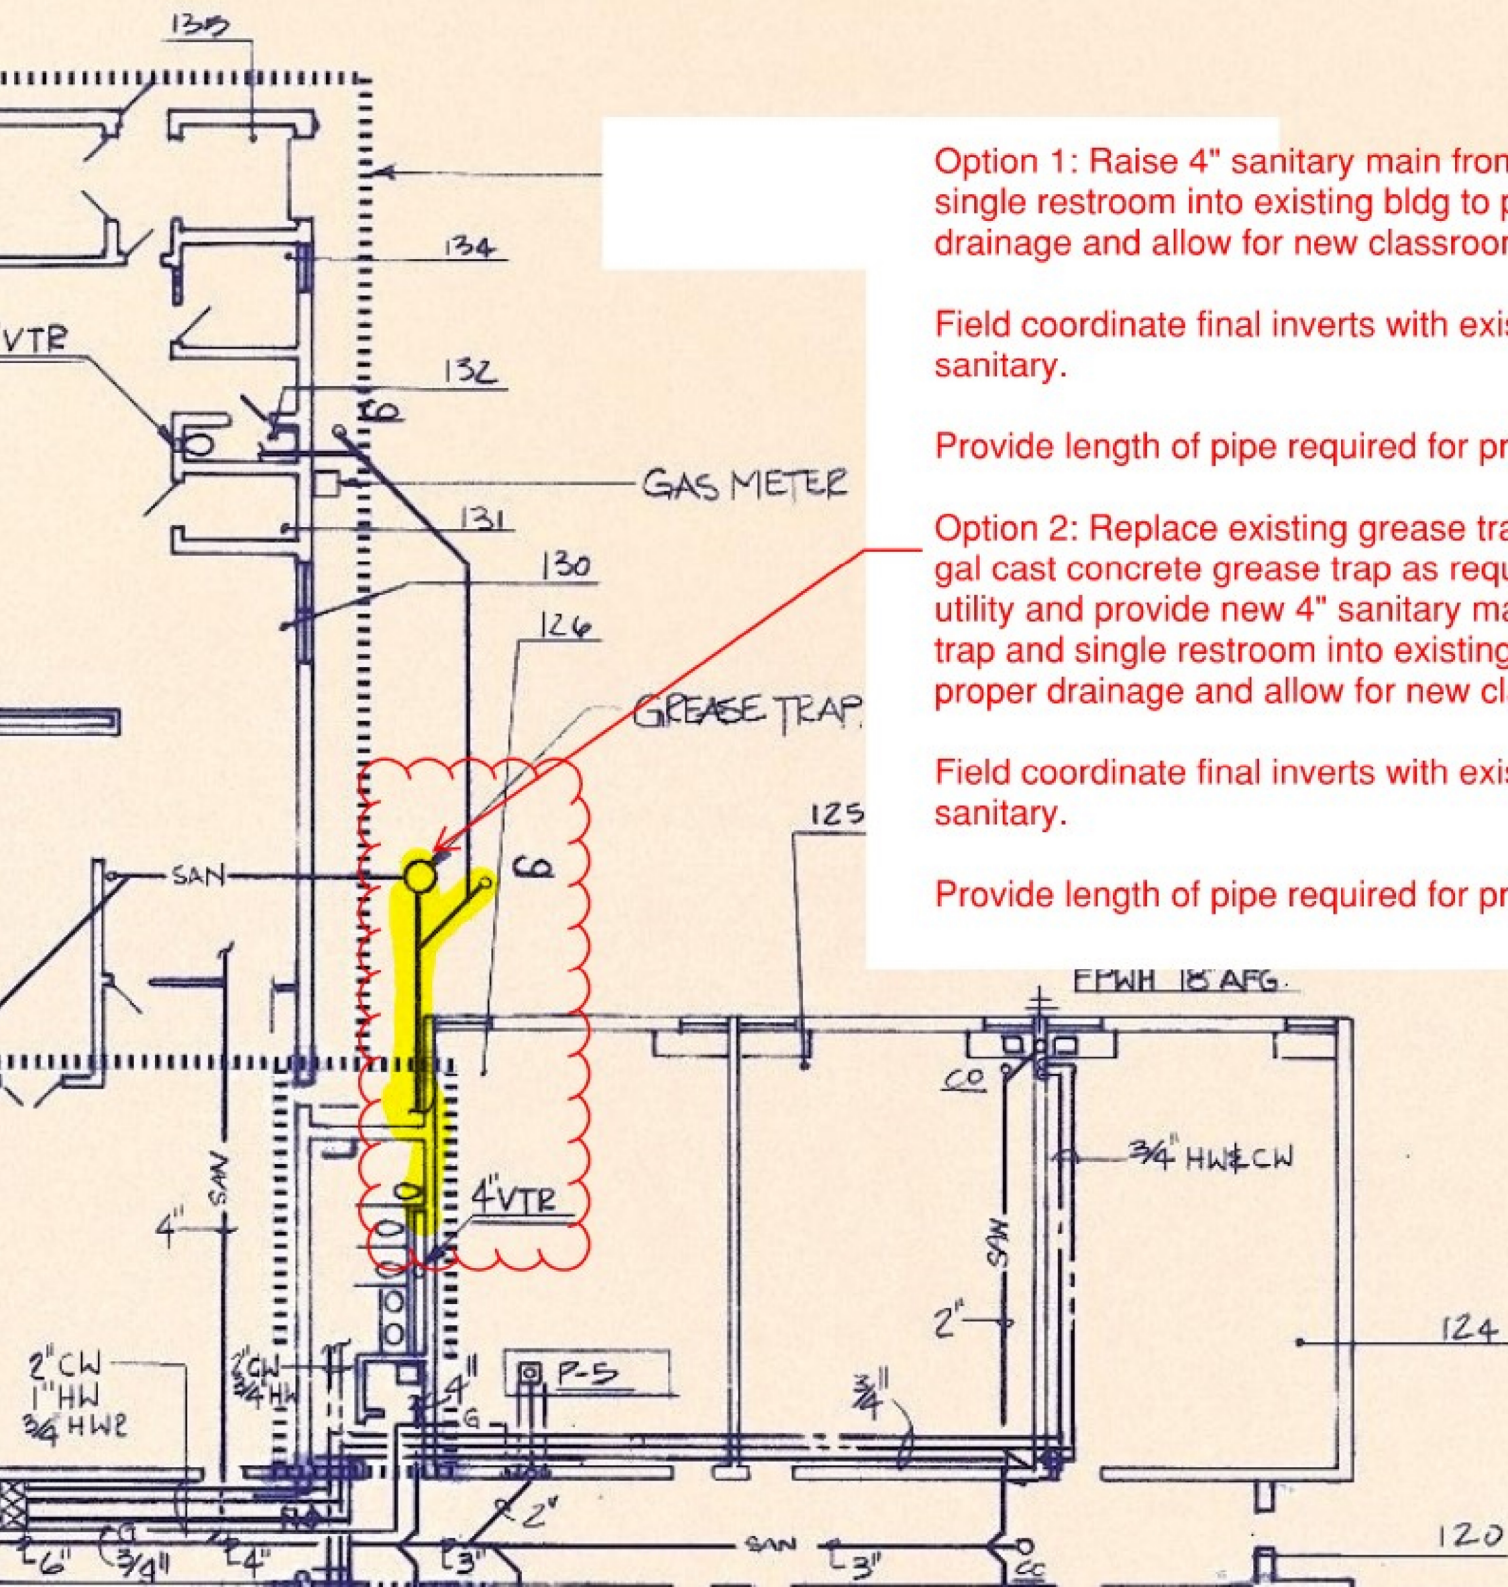 135
Option 1: Raise 4" sanitary main from
single restroom into existing bldg to p
drainage and allow for new classroom
134
Field coordinate final inverts with exis
VTR
sanitary.
132
CO
Provide length of pipe required for pr
GAS METER
131
Option 2: Replace existing grease tra
gal cast concrete grease trap as requ
130
utility and provide new 4" sanitary ma
126
trap and single restroom into existing
proper drainage and allow for new cl
GREASE TRAP
Field coordinate final inverts with exis
sanitary.
125
SAN
CO
Provide length of pipe required for pr
EPWH 18" AFG.
CO
3/4" HW & CW
SAN
4"VTR
4"
SAN
2"
124
2"CW
1"HW
3/4" HWR
2"CW
3/4" HW
4"
P-5
3/4"
G
2"
6"
3/4"
4"
3"
SAN
3"
CO
120